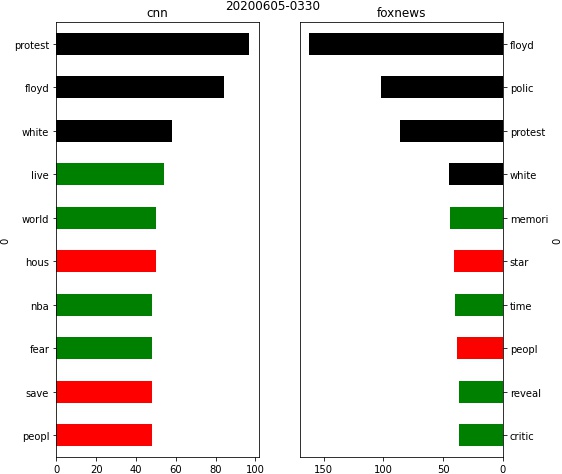 20200605-0330
cnn
foxnews
protest
floyd
white
live
world
hous
nba
fear
save
peopl
0
0 20 40 60 80 100
floyd
polic
protest
white
memori
star
time
peopl
reveal
critic
0
150 100 50 0